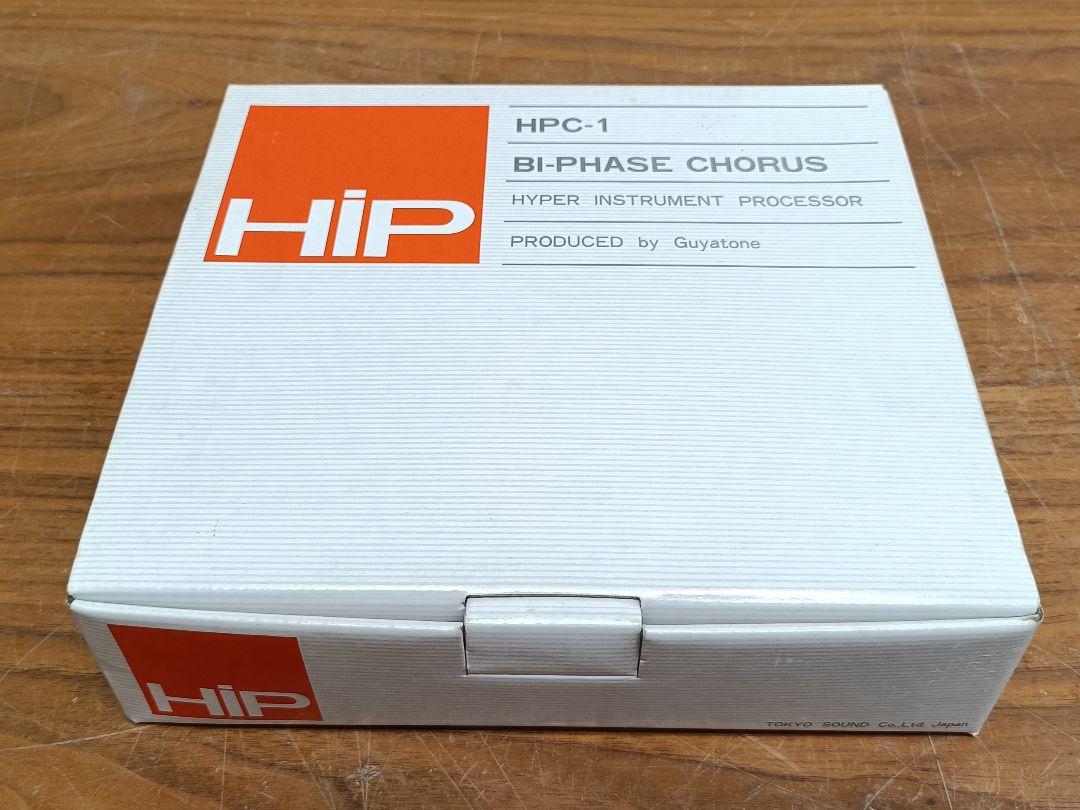 HiP
HPC-1
BI-PHASE CHORUS
HYPER INSTRUMENT PROCESSOR
PRODUCED by Guyatone
HiP
TOKYO SOUND Co.,Ltd. Japan